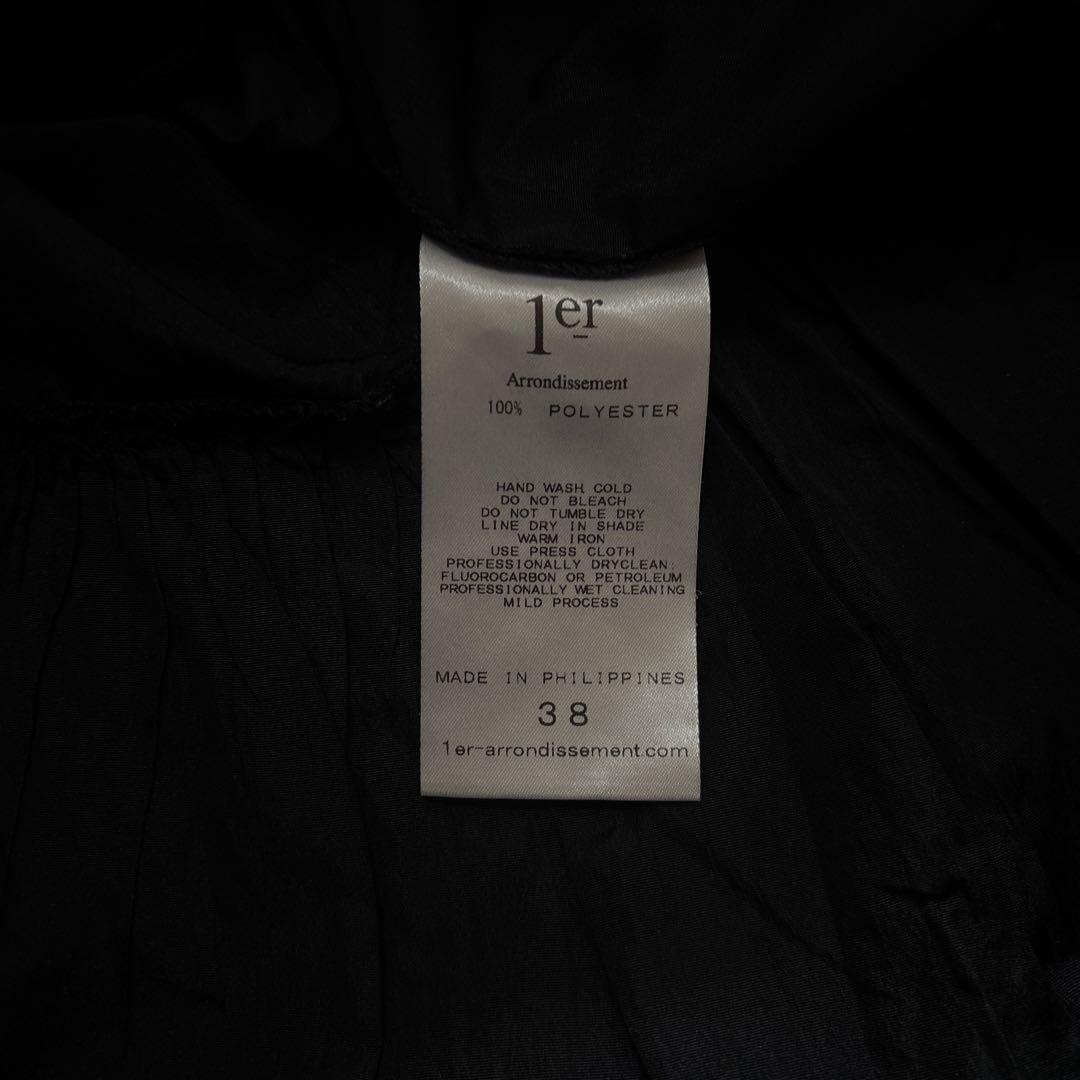 1er
Arrondissement
100% POLYESTER
HAND WASH COLD
DO NOT BLEACH
DO NOT TUMBLE DRY
LINE DRY IN SHADE
WARM IRON
USE PRESS CLOTH
PROFESSIONALLY DRYCLEAN:
FLUOROCARBON OR PETROLEUM
PROFESSIONALLY WET CLEANING
MILD PROCESS
MADE IN PHILIPPINES
38
1er-arrondissement.com